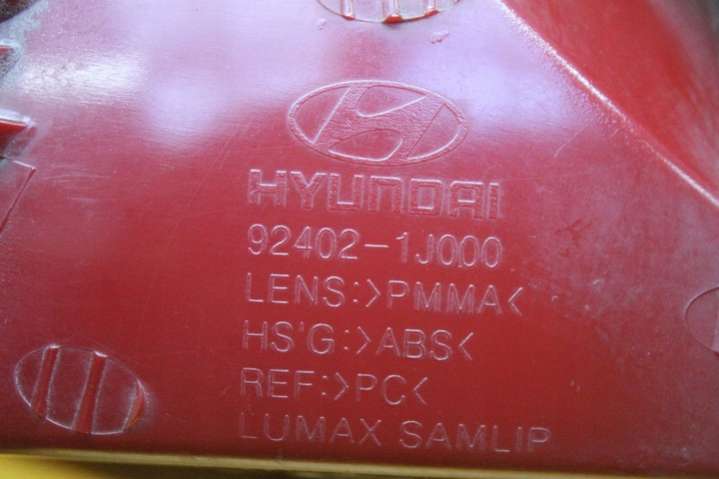 HYUNDAI
92402-1J000
LENS:>PMMA<
HS'G:>ABS<
REF:>PC<
LUMAX SAMLIP